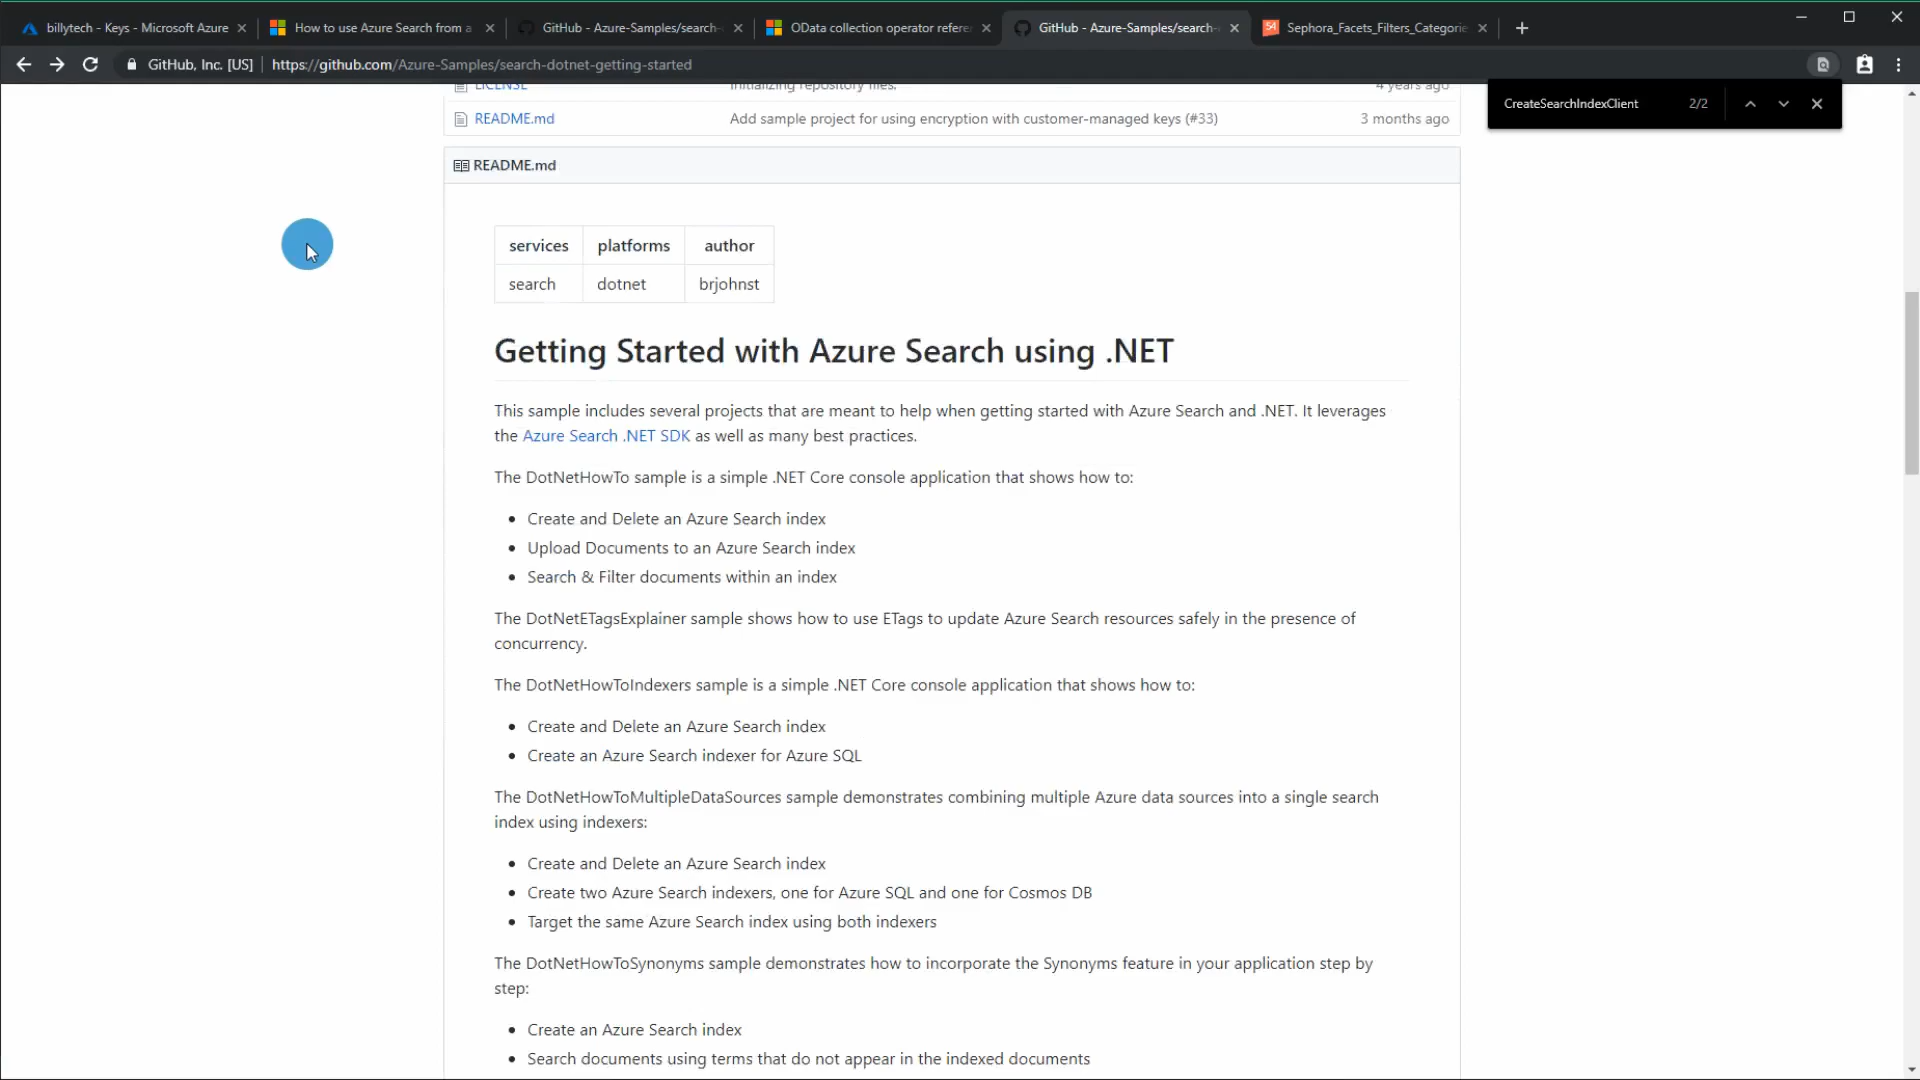 billytech - Keys - Microsoft Azure
How to use Azure Search from a
GitHub - Azure-Samples/search-
OData collection operator refere
GitHub - Azure-Samples/search-
Sephora_Facets_Filters_Categorie
GitHub, Inc. [US] | https://github.com/Azure-Samples/search-dotnet-getting-started
CreateSearchIndexClient 2/2
LICENSE Initializing repository files. 4 years ago
README.md Add sample project for using encryption with customer-managed keys (#33) 3 months ago
README.md
services platforms author
search dotnet brjohnst
Getting Started with Azure Search using .NET
This sample includes several projects that are meant to help when getting started with Azure Search and .NET. It leverages
the Azure Search .NET SDK as well as many best practices.
The DotNetHowTo sample is a simple .NET Core console application that shows how to:
• Create and Delete an Azure Search index
• Upload Documents to an Azure Search index
• Search & Filter documents within an index
The DotNetETagsExplainer sample shows how to use ETags to update Azure Search resources safely in the presence of
concurrency.
The DotNetHowToIndexers sample is a simple .NET Core console application that shows how to:
• Create and Delete an Azure Search index
• Create an Azure Search indexer for Azure SQL
The DotNetHowToMultipleDataSources sample demonstrates combining multiple Azure data sources into a single search
index using indexers:
• Create and Delete an Azure Search index
• Create two Azure Search indexers, one for Azure SQL and one for Cosmos DB
• Target the same Azure Search index using both indexers
The DotNetHowToSynonyms sample demonstrates how to incorporate the Synonyms feature in your application step by
step:
• Create an Azure Search index
• Search documents using terms that do not appear in the indexed documents